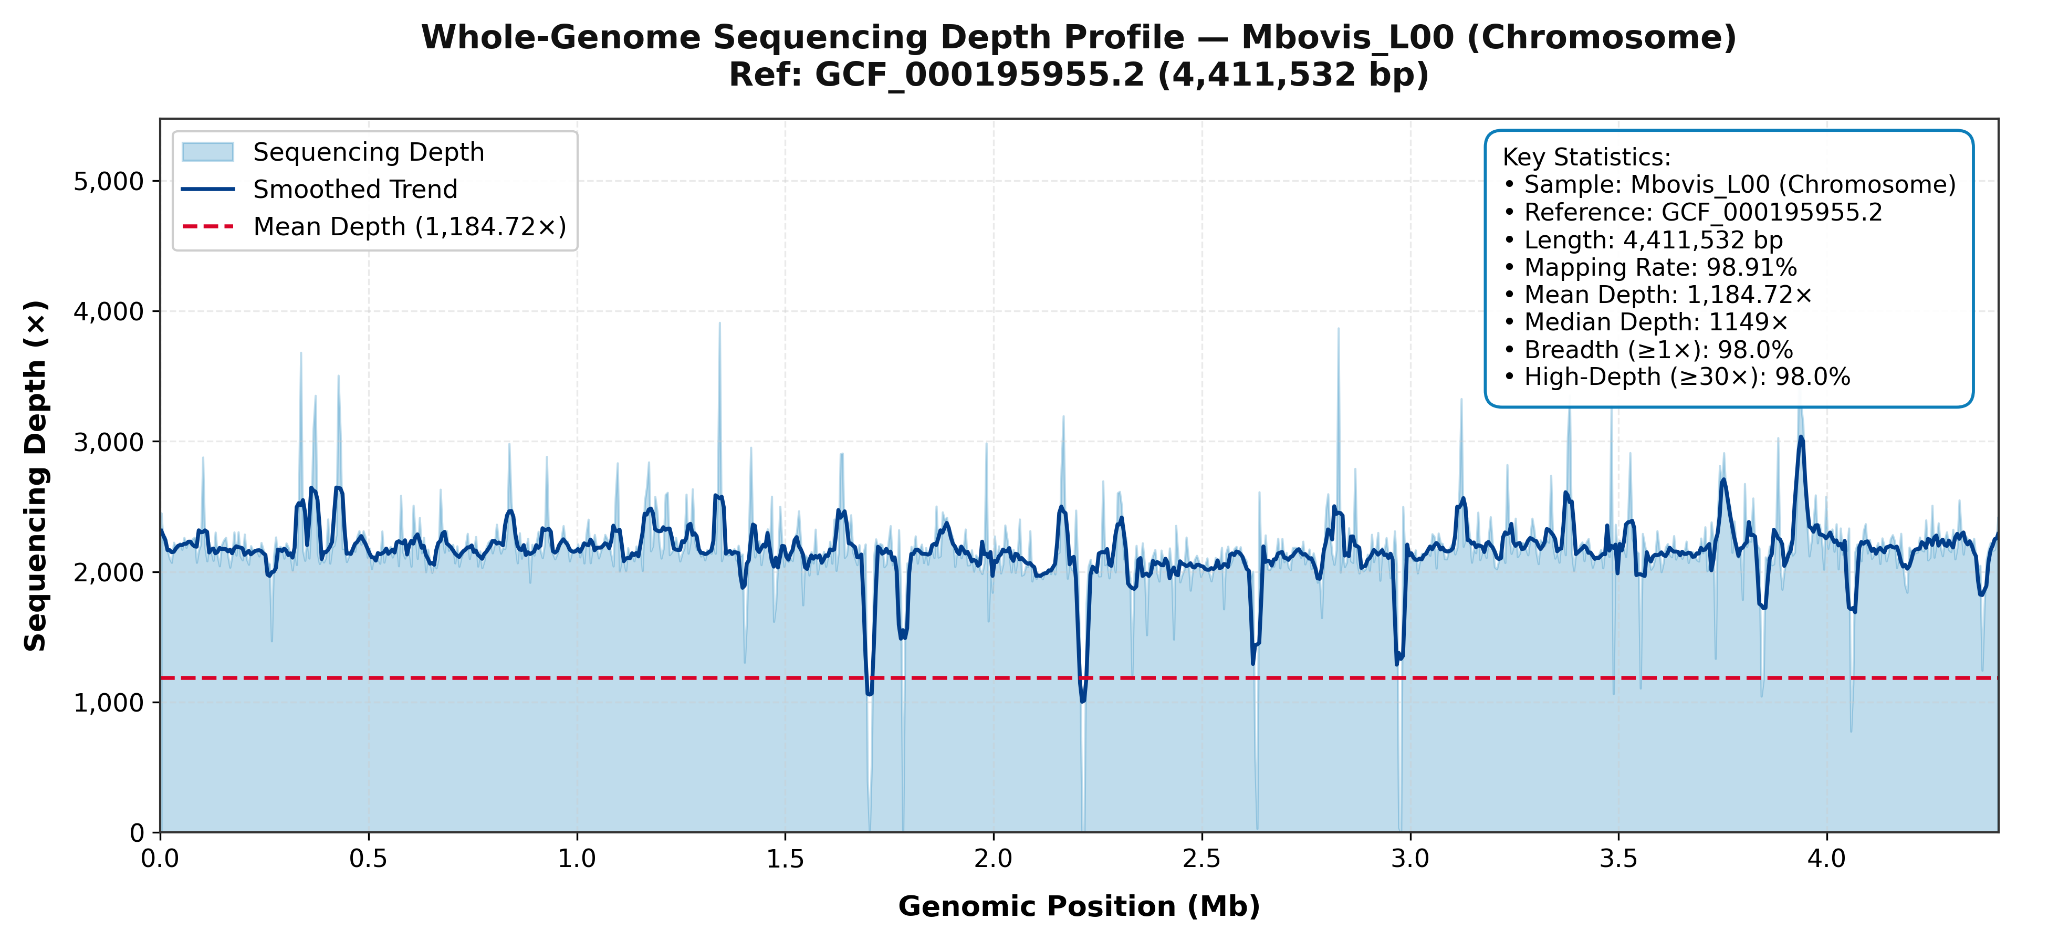 Whole-Genome Sequencing Depth Profile — Mbovis_L00 (Chromosome)
Ref: GCF_000195955.2 (4,411,532 bp)
Sequencing Depth
Smoothed Trend
Mean Depth (1,184.72×)
Key Statistics:
• Sample: Mbovis_L00 (Chromosome)
• Reference: GCF_000195955.2
• Length: 4,411,532 bp
• Mapping Rate: 98.91%
• Mean Depth: 1,184.72×
• Median Depth: 1149×
• Breadth (≥1×): 98.0%
• High-Depth (≥30×): 98.0%
Sequencing Depth (×)
5,000
4,000
3,000
2,000
1,000
0
0.0 0.5 1.0 1.5 2.0 2.5 3.0 3.5 4.0
Genomic Position (Mb)